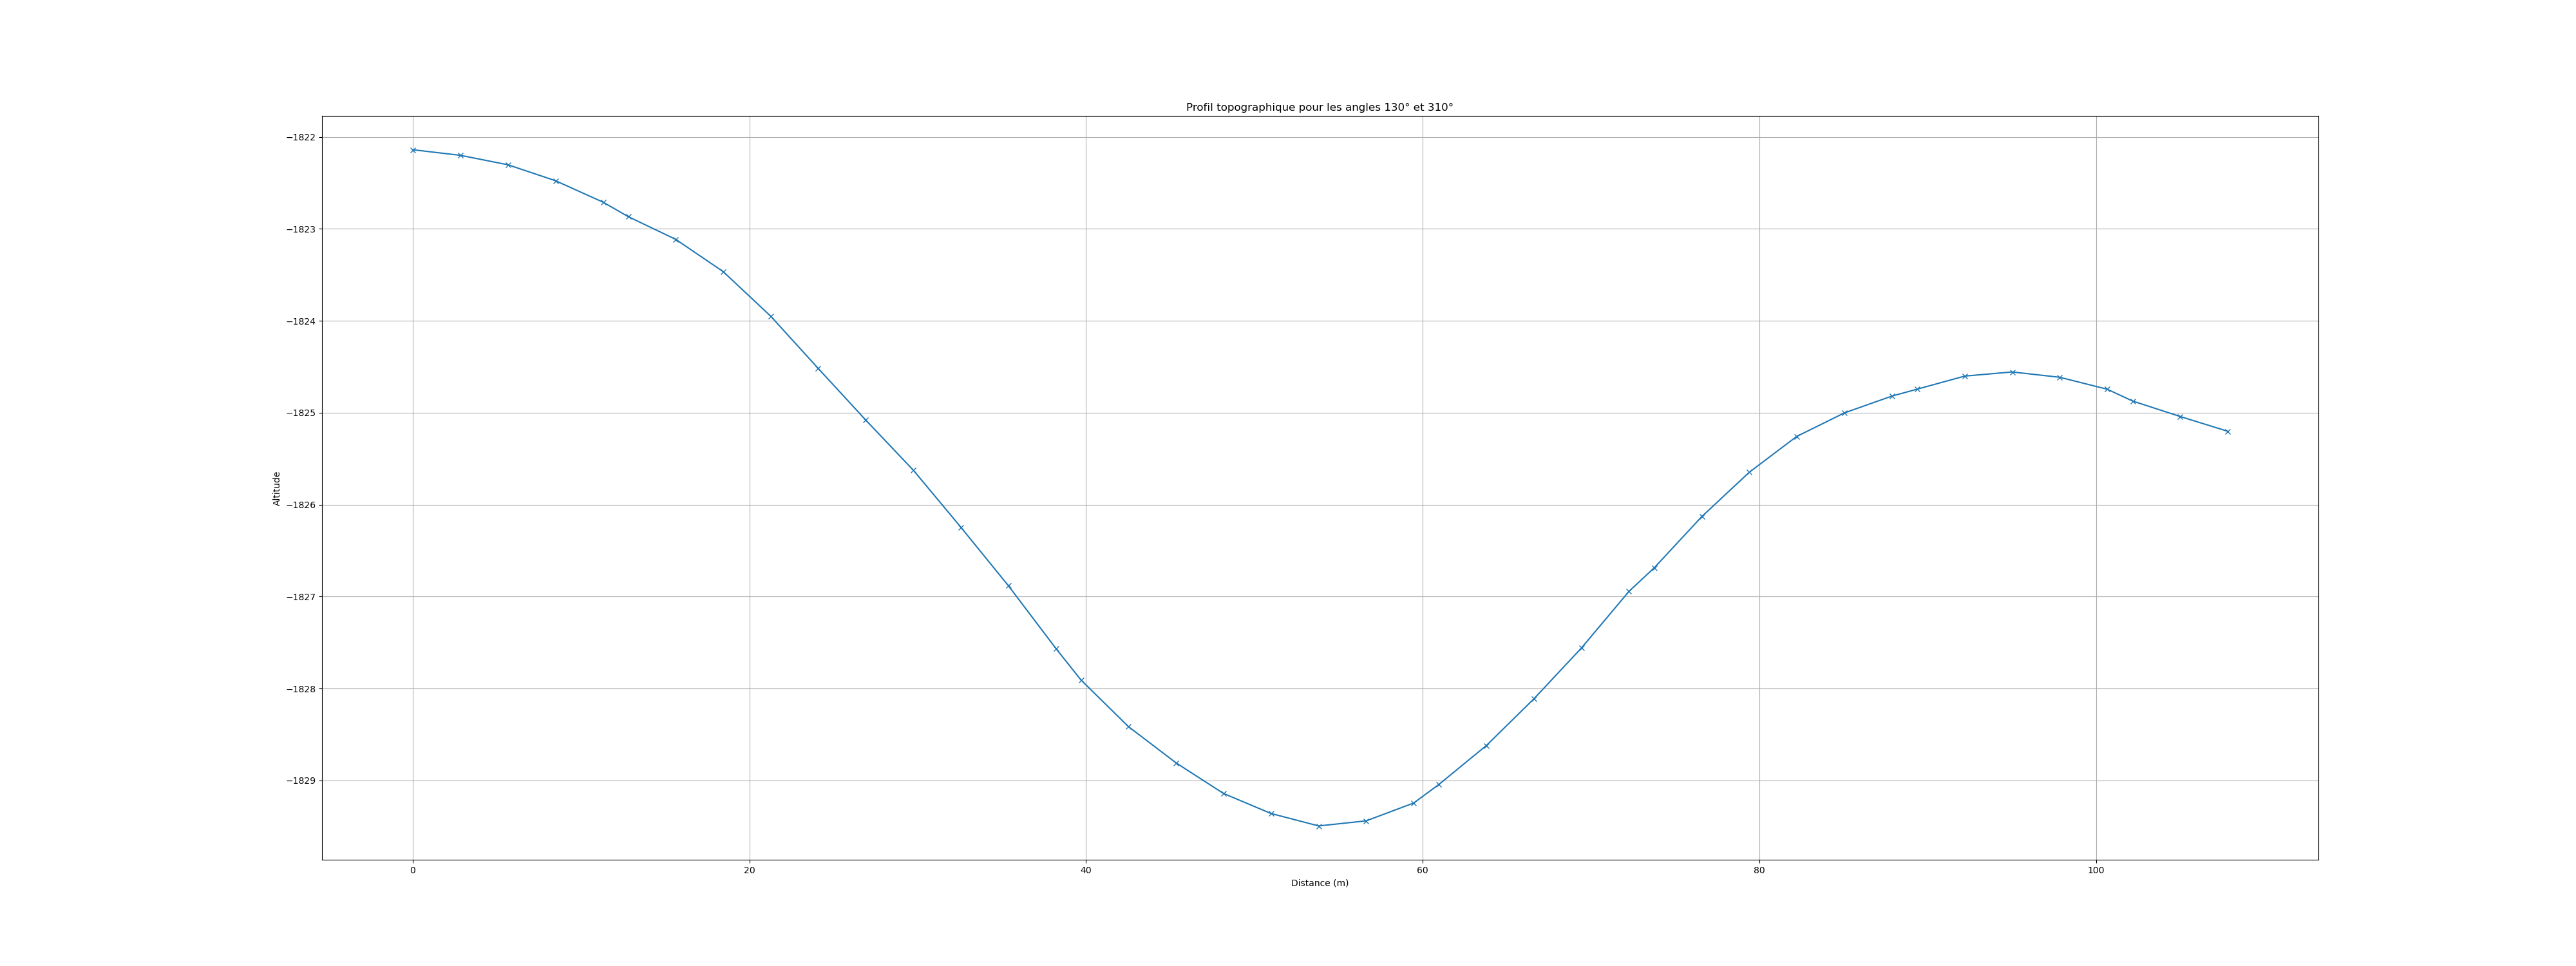 Profil topographique pour les angles 130° et 310°
−1822
−1823
−1824
−1825
−1826
−1827
−1828
−1829
Altitude
0 20 40 60 80 100
Distance (m)